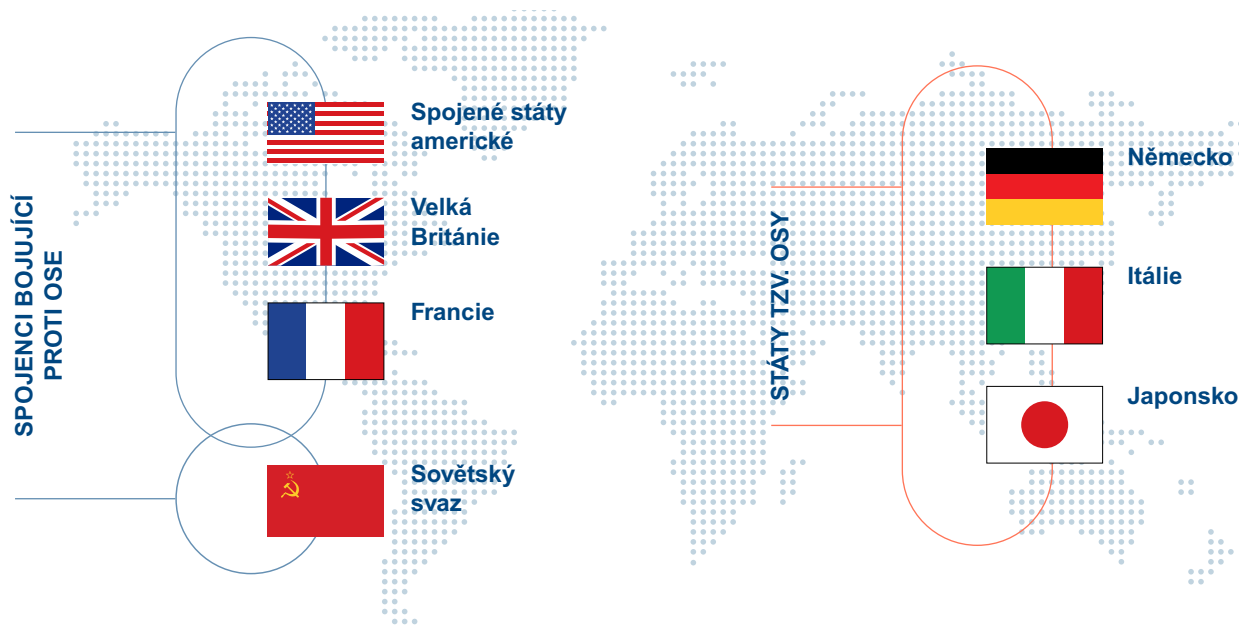 SPOJENCI BOJUJÍCÍ
PROTI OSE
Spojené státy
americké
Velká
Británie
Francie
Sovětský
svaz
STÁTY TZV. OSY
Německo
Itálie
Japonsko